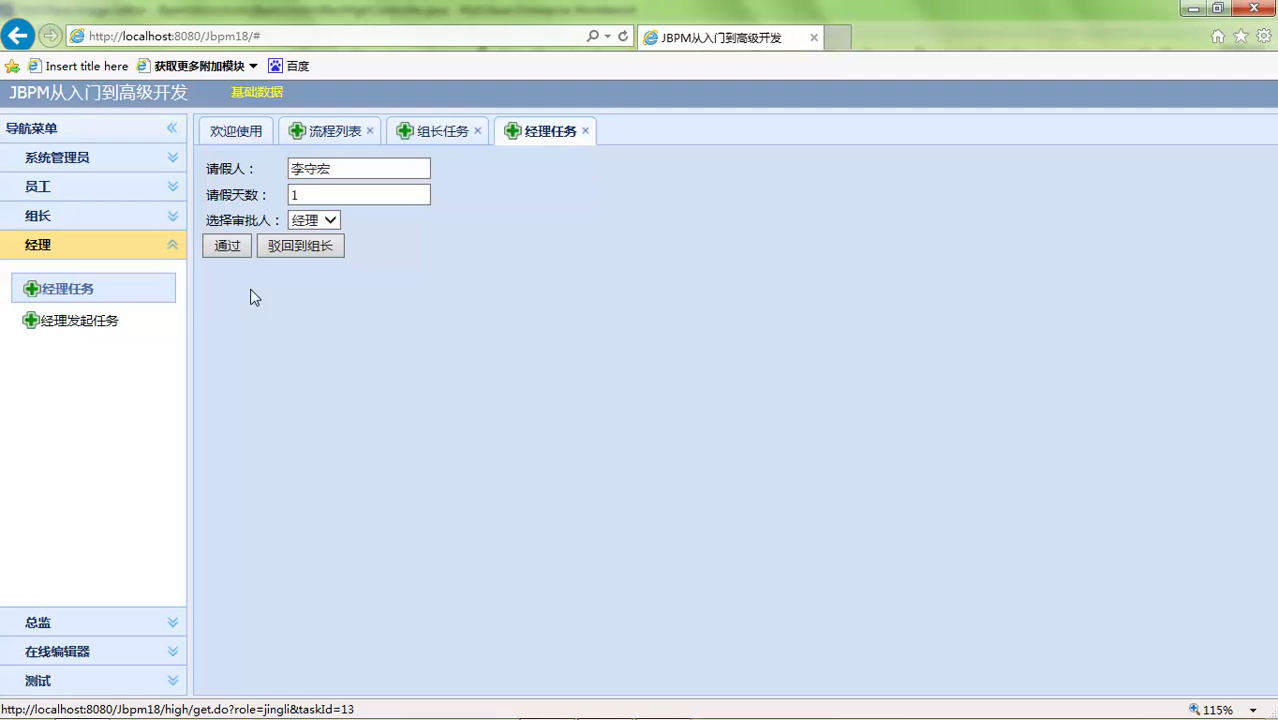 http://localhost:8080/Jbpm18/#
JBPM从入门到高级开发
Insert title here
获取更多附加模块
百度
JBPM从入门到高级开发
基础数据
导航菜单
系统管理员
员工
组长
经理
经理任务
经理发起任务
总监
在线编辑器
测试
欢迎使用
流程列表
组长任务
经理任务
请假人：
李守宏
请假天数：
1
选择审批人：
经理
通过
驳回到组长
http://localhost:8080/Jbpm18/high/get.do?role=jingli&taskId=13
115%